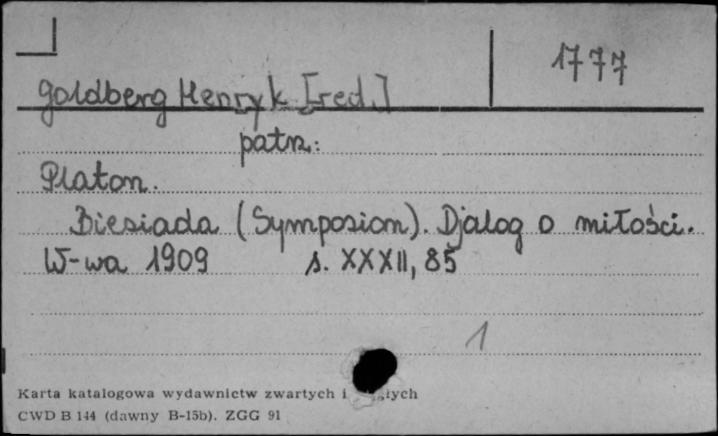 1777
Goldberg Henryk [red.]
patrz:
Platon.
Biesiada (Symposion). Djalog o miłości.
W-wa 1909 s. XXXII, 85
1
Karta katalogowa wydawnictw zwartych i
CWD B 144 (dawny B-15b). ZGG 91